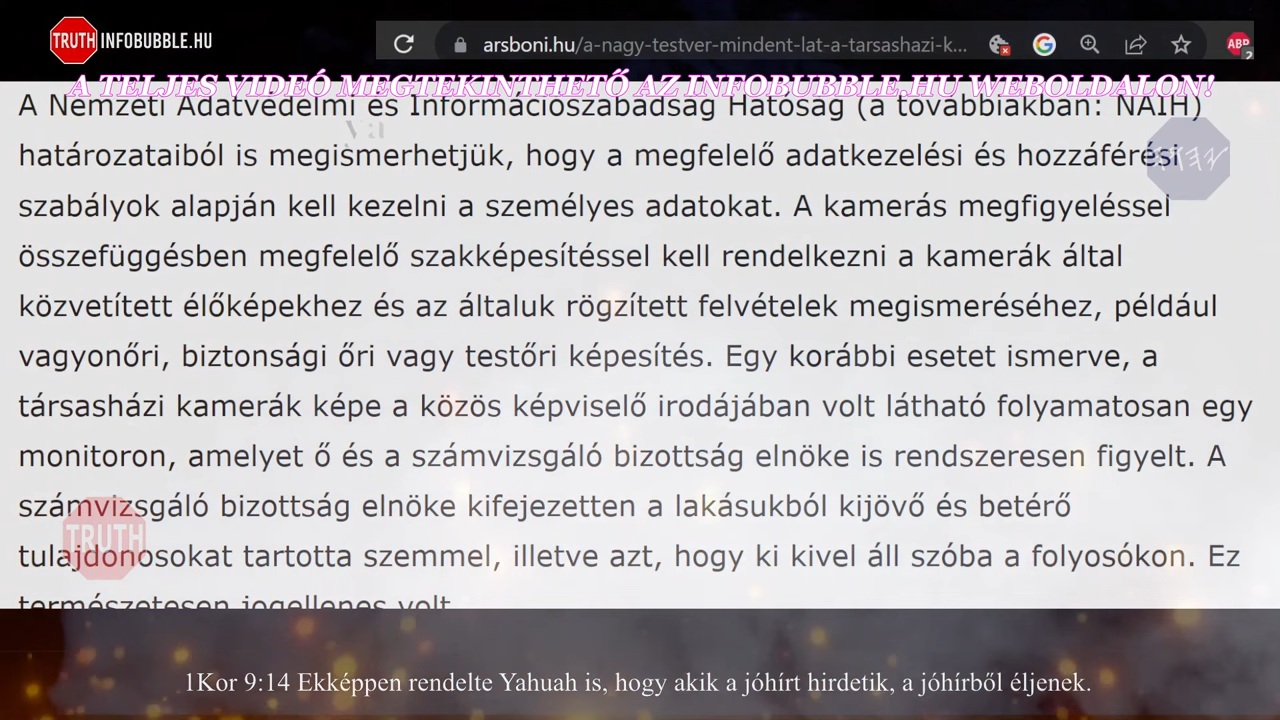 TRUTH INFOBUBBLE.HU
arsboni.hu/a-nagy-testver-mindent-lat-a-tarsashazi-k...
ABP
2
A TELJES VIDEÓ MEGTEKINTHETŐ AZ INFOBUBBLE.HU WEBOLDALON!
A Nemzeti Adatvédelmi és Információszabadság Hatóság (a továbbiakban: NAIH)
határozataiból is megismerhetjük, hogy a megfelelő adatkezelési és hozzáférési
szabályok alapján kell kezelni a személyes adatokat. A kamerás megfigyeléssel
összefüggésben megfelelő szakképesítéssel kell rendelkezni a kamerák által
közvetített élőképekhez és az általuk rögzített felvételek megismeréséhez, például
vagyonőri, biztonsági őri vagy testőri képesítés. Egy korábbi esetet ismerve, a
társasházi kamerák képe a közös képviselő irodájában volt látható folyamatosan egy
monitoron, amelyet ő és a számvizsgáló bizottság elnöke is rendszeresen figyelt. A
számvizsgáló bizottság elnöke kifejezetten a lakásukból kijövő és betérő
TRUTH
tulajdonosokat tartotta szemmel, illetve azt, hogy ki kivel áll szóba a folyosókon. Ez
természetesen jogellenes volt
1Kor 9:14 Ekképpen rendelte Yahuah is, hogy akik a jóhírt hirdetik, a jóhírből éljenek.